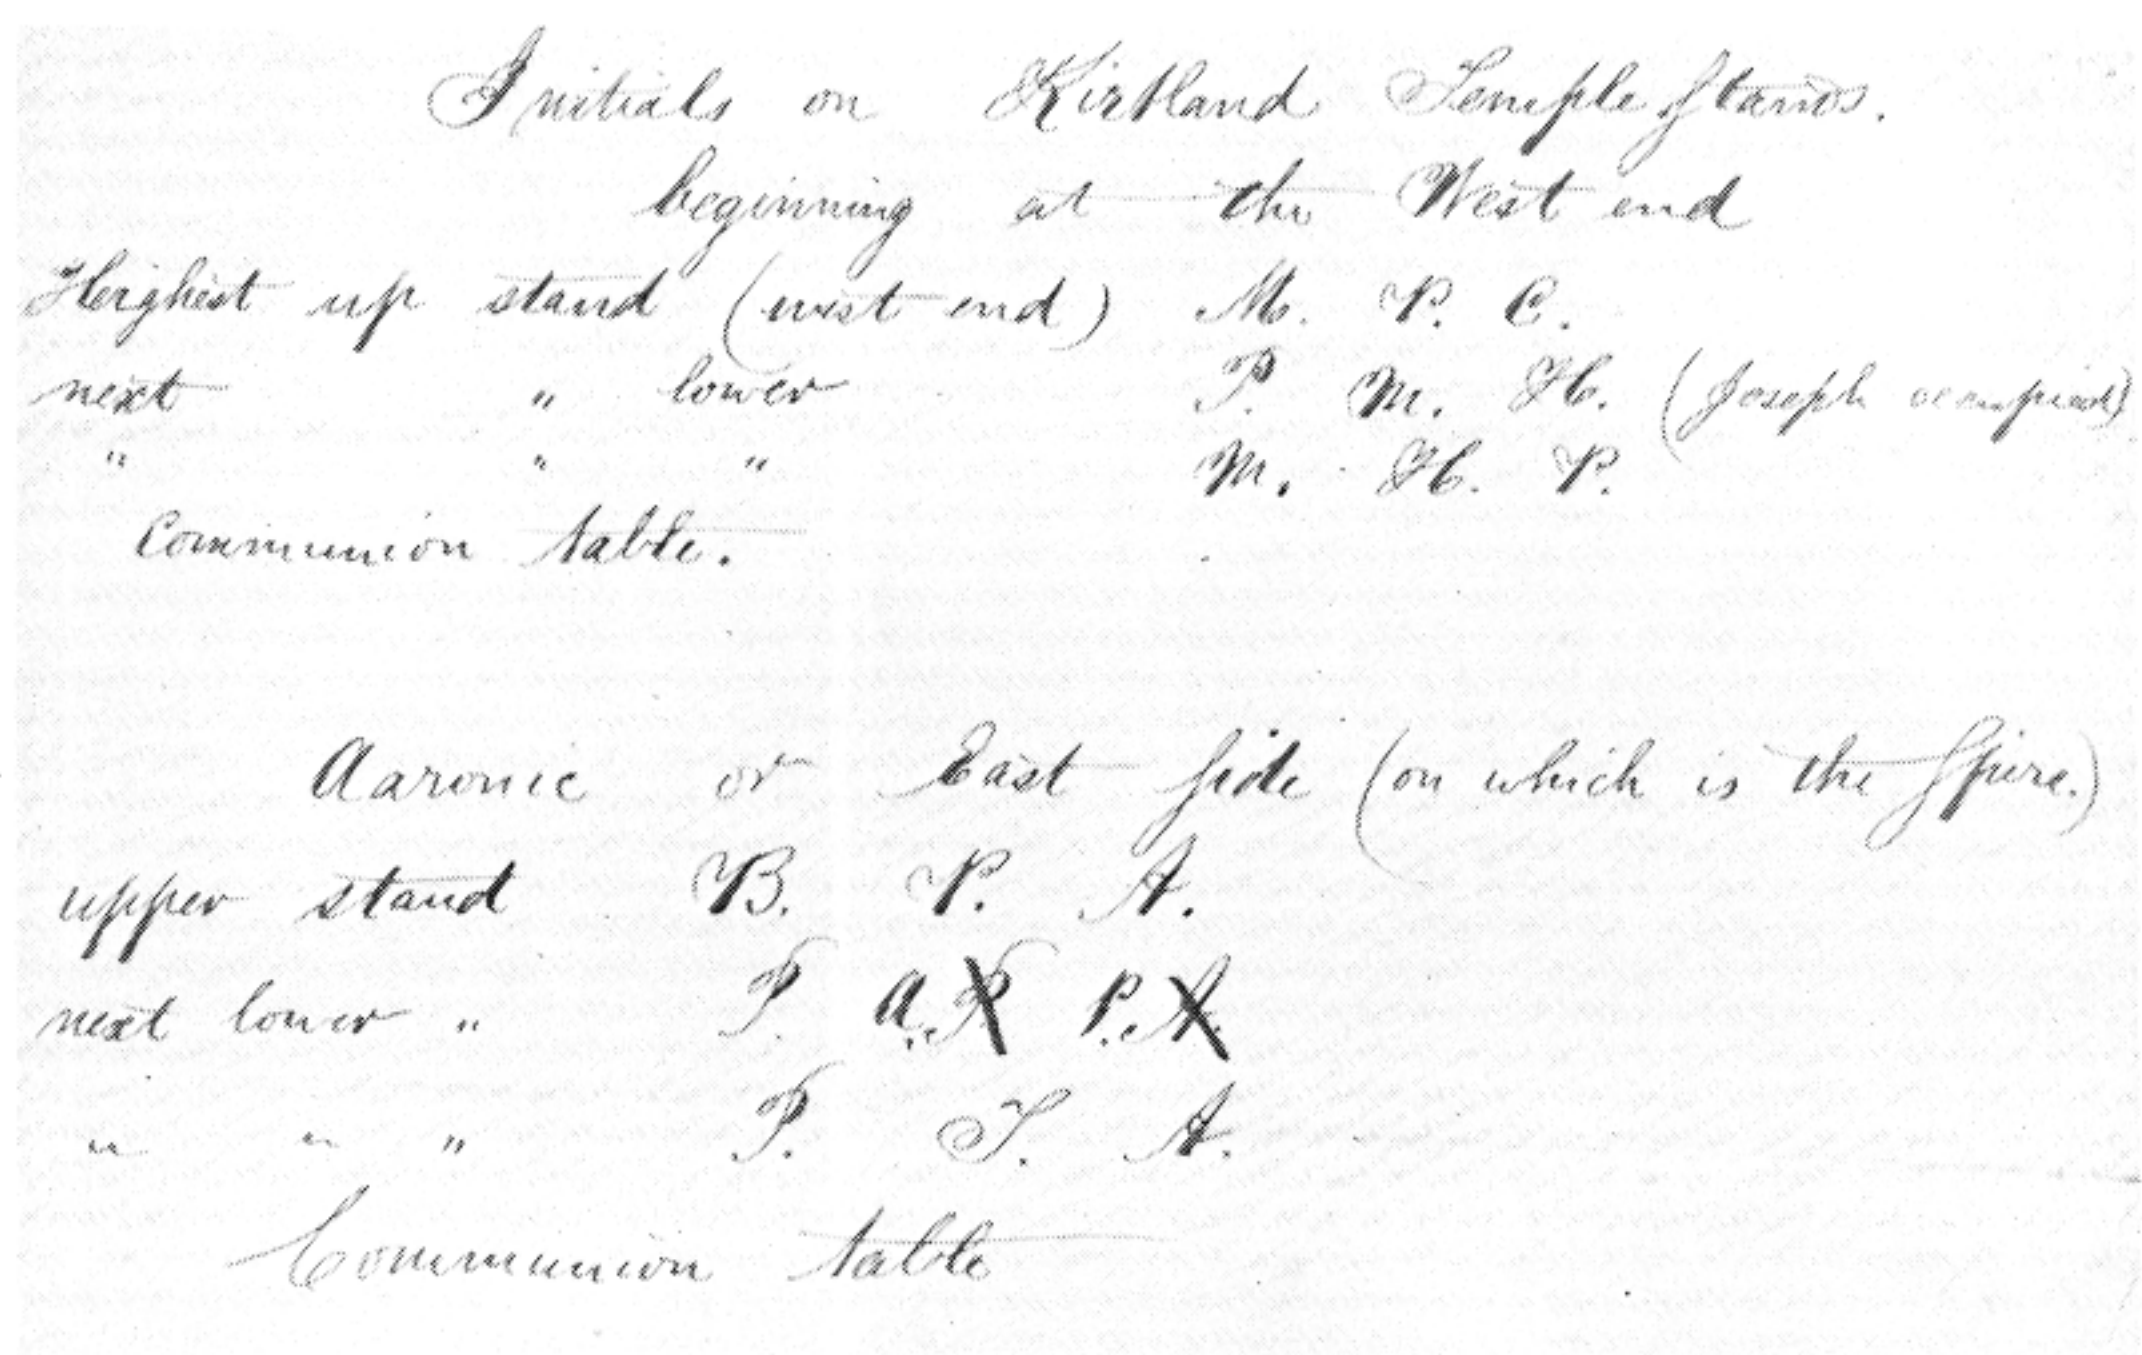 Initials on Kirtland Temple Stands.
beginning at the West end
Heighest up stand (west end) M. P. C.
next " lower P. M. H. (Joseph occupied)
" " " M. H. P.
Communion table.
Aaronic or East Side (on which is the Spire.)
upper stand B. P. A.
next lower " P A. P. P. A.
" " " P. T. A.
Communion table